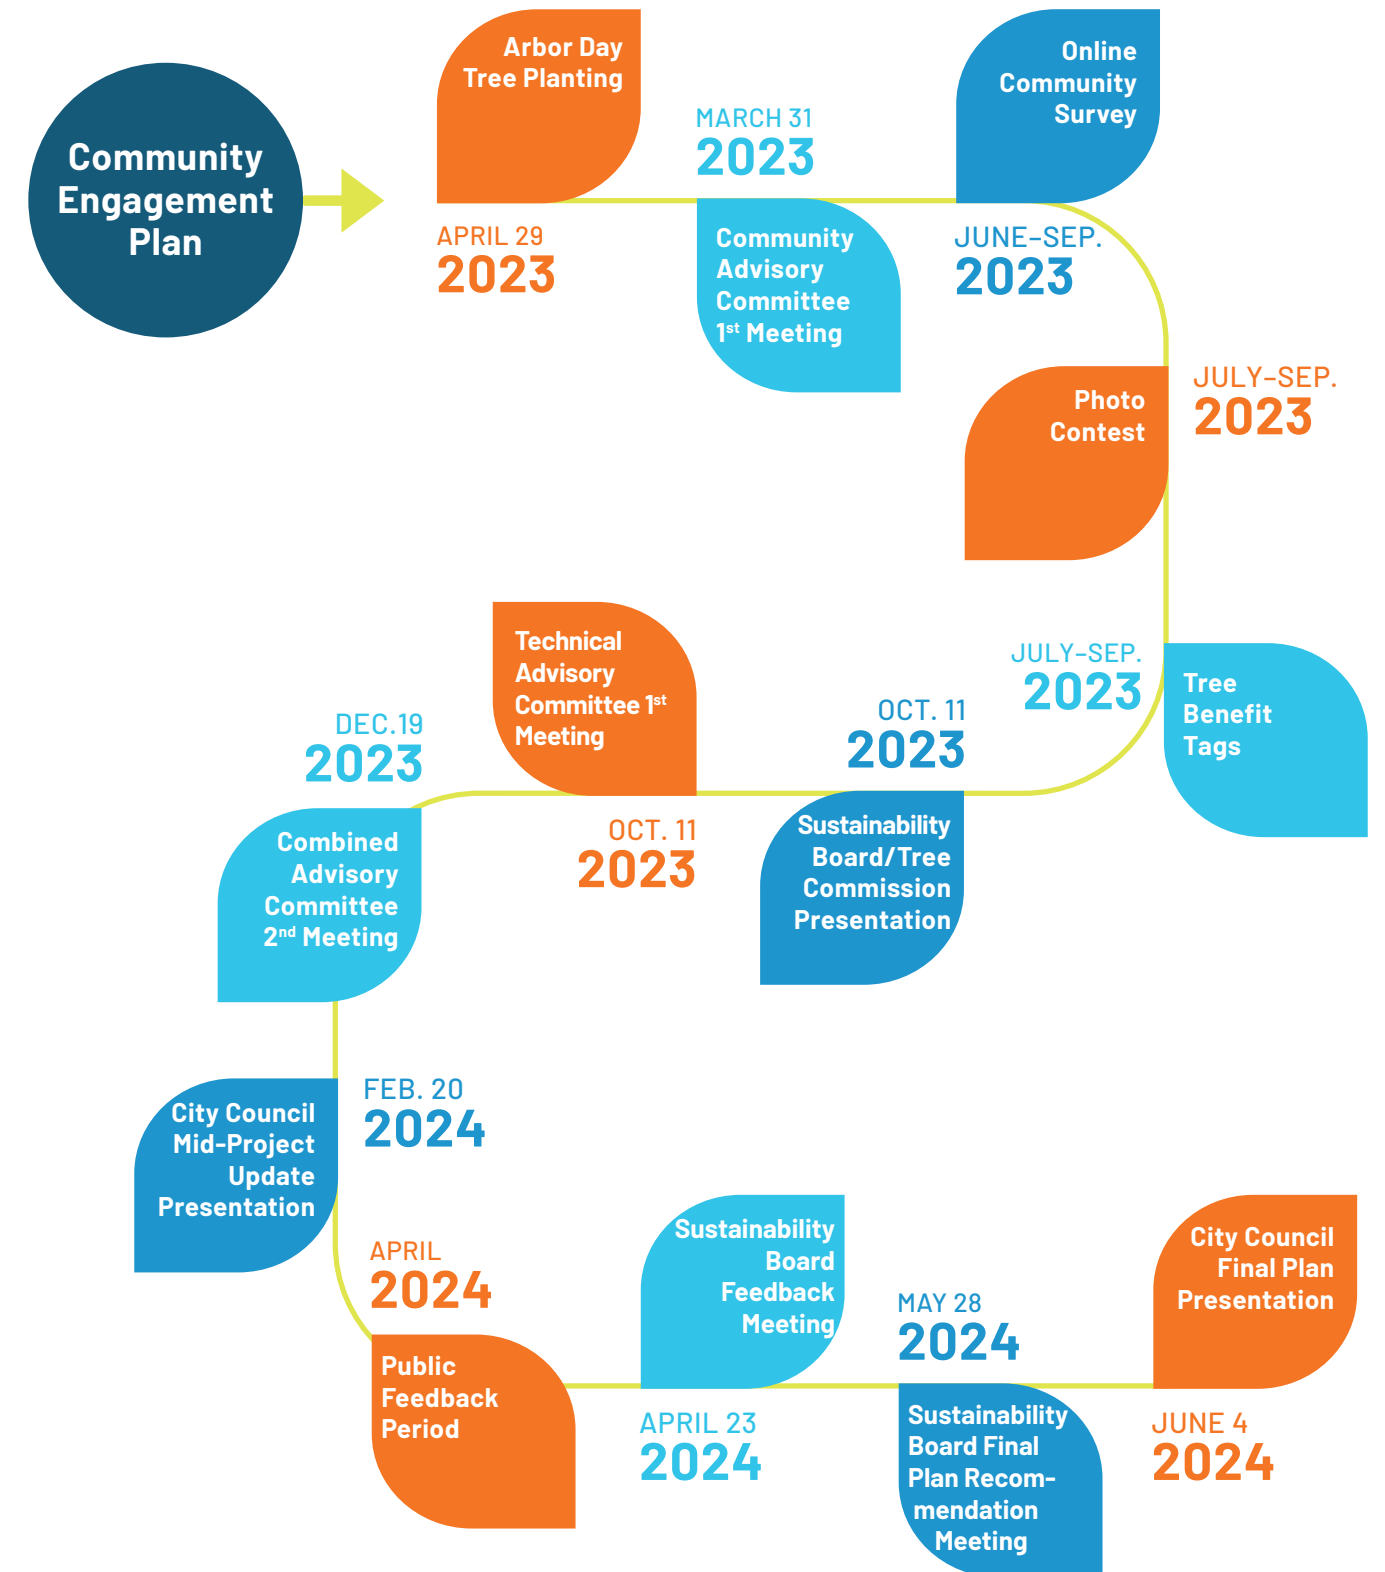 Community
Engagement
Plan
Arbor Day
Tree Planting
APRIL 29
2023
MARCH 31
2023
Community
Advisory
Committee
1st Meeting
Online
Community
Survey
JUNE–SEP.
2023
Photo
Contest
JULY–SEP.
2023
JULY–SEP.
2023
Tree
Benefit
Tags
OCT. 11
2023
Sustainability
Board/Tree
Commission
Presentation
Technical
Advisory
Committee 1st
Meeting
OCT. 11
2023
DEC.19
2023
Combined
Advisory
Committee
2nd Meeting
City Council
Mid-Project
Update
Presentation
FEB. 20
2024
APRIL
2024
Public
Feedback
Period
Sustainability
Board
Feedback
Meeting
APRIL 23
2024
MAY 28
2024
Sustainability
Board Final
Plan Recom-
mendation
Meeting
City Council
Final Plan
Presentation
JUNE 4
2024